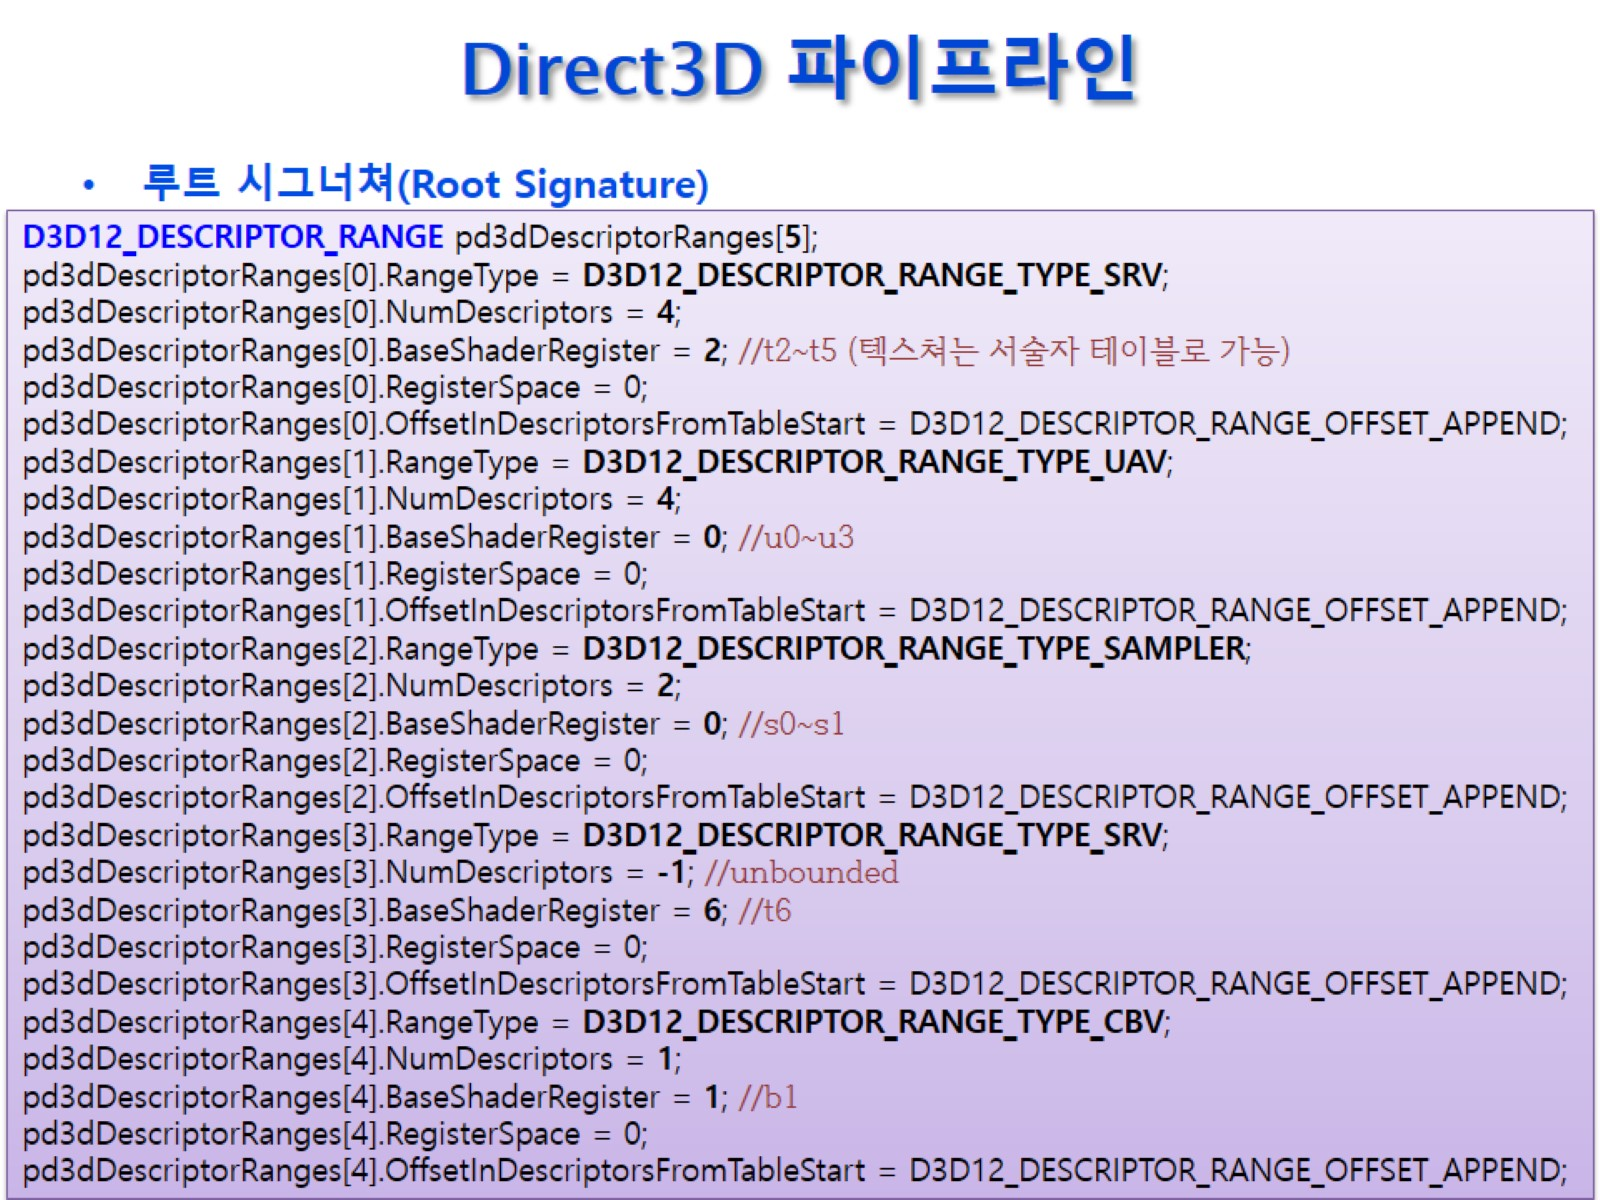 Direct3D 파이프라인
• 루트 시그너쳐(Root Signature)
D3D12_DESCRIPTOR_RANGE pd3dDescriptorRanges[5];
pd3dDescriptorRanges[0].RangeType = D3D12_DESCRIPTOR_RANGE_TYPE_SRV;
pd3dDescriptorRanges[0].NumDescriptors = 4;
pd3dDescriptorRanges[0].BaseShaderRegister = 2; //t2~t5 (텍스쳐는 서술자 테이블로 가능)
pd3dDescriptorRanges[0].RegisterSpace = 0;
pd3dDescriptorRanges[0].OffsetInDescriptorsFromTableStart = D3D12_DESCRIPTOR_RANGE_OFFSET_APPEND;
pd3dDescriptorRanges[1].RangeType = D3D12_DESCRIPTOR_RANGE_TYPE_UAV;
pd3dDescriptorRanges[1].NumDescriptors = 4;
pd3dDescriptorRanges[1].BaseShaderRegister = 0; //u0~u3
pd3dDescriptorRanges[1].RegisterSpace = 0;
pd3dDescriptorRanges[1].OffsetInDescriptorsFromTableStart = D3D12_DESCRIPTOR_RANGE_OFFSET_APPEND;
pd3dDescriptorRanges[2].RangeType = D3D12_DESCRIPTOR_RANGE_TYPE_SAMPLER;
pd3dDescriptorRanges[2].NumDescriptors = 2;
pd3dDescriptorRanges[2].BaseShaderRegister = 0; //s0~s1
pd3dDescriptorRanges[2].RegisterSpace = 0;
pd3dDescriptorRanges[2].OffsetInDescriptorsFromTableStart = D3D12_DESCRIPTOR_RANGE_OFFSET_APPEND;
pd3dDescriptorRanges[3].RangeType = D3D12_DESCRIPTOR_RANGE_TYPE_SRV;
pd3dDescriptorRanges[3].NumDescriptors = -1; //unbounded
pd3dDescriptorRanges[3].BaseShaderRegister = 6; //t6
pd3dDescriptorRanges[3].RegisterSpace = 0;
pd3dDescriptorRanges[3].OffsetInDescriptorsFromTableStart = D3D12_DESCRIPTOR_RANGE_OFFSET_APPEND;
pd3dDescriptorRanges[4].RangeType = D3D12_DESCRIPTOR_RANGE_TYPE_CBV;
pd3dDescriptorRanges[4].NumDescriptors = 1;
pd3dDescriptorRanges[4].BaseShaderRegister = 1; //b1
pd3dDescriptorRanges[4].RegisterSpace = 0;
pd3dDescriptorRanges[4].OffsetInDescriptorsFromTableStart = D3D12_DESCRIPTOR_RANGE_OFFSET_APPEND;